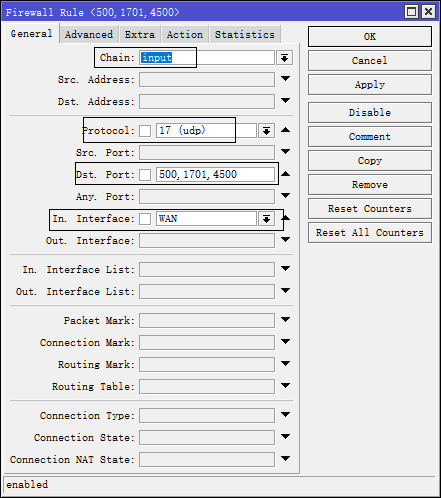 Firewall Rule <500,1701,4500>
General Advanced Extra Action Statistics
Chain: input
Src. Address:
Dst. Address:
Protocol: 17 (udp)
Src. Port:
Dst. Port: 500,1701,4500
Any. Port:
In. Interface: WAN
Out. Interface:
In. Interface List:
Out. Interface List:
Packet Mark:
Connection Mark:
Routing Mark:
Routing Table:
Connection Type:
Connection State:
Connection NAT State:
OK
Cancel
Apply
Disable
Comment
Copy
Remove
Reset Counters
Reset All Counters
enabled